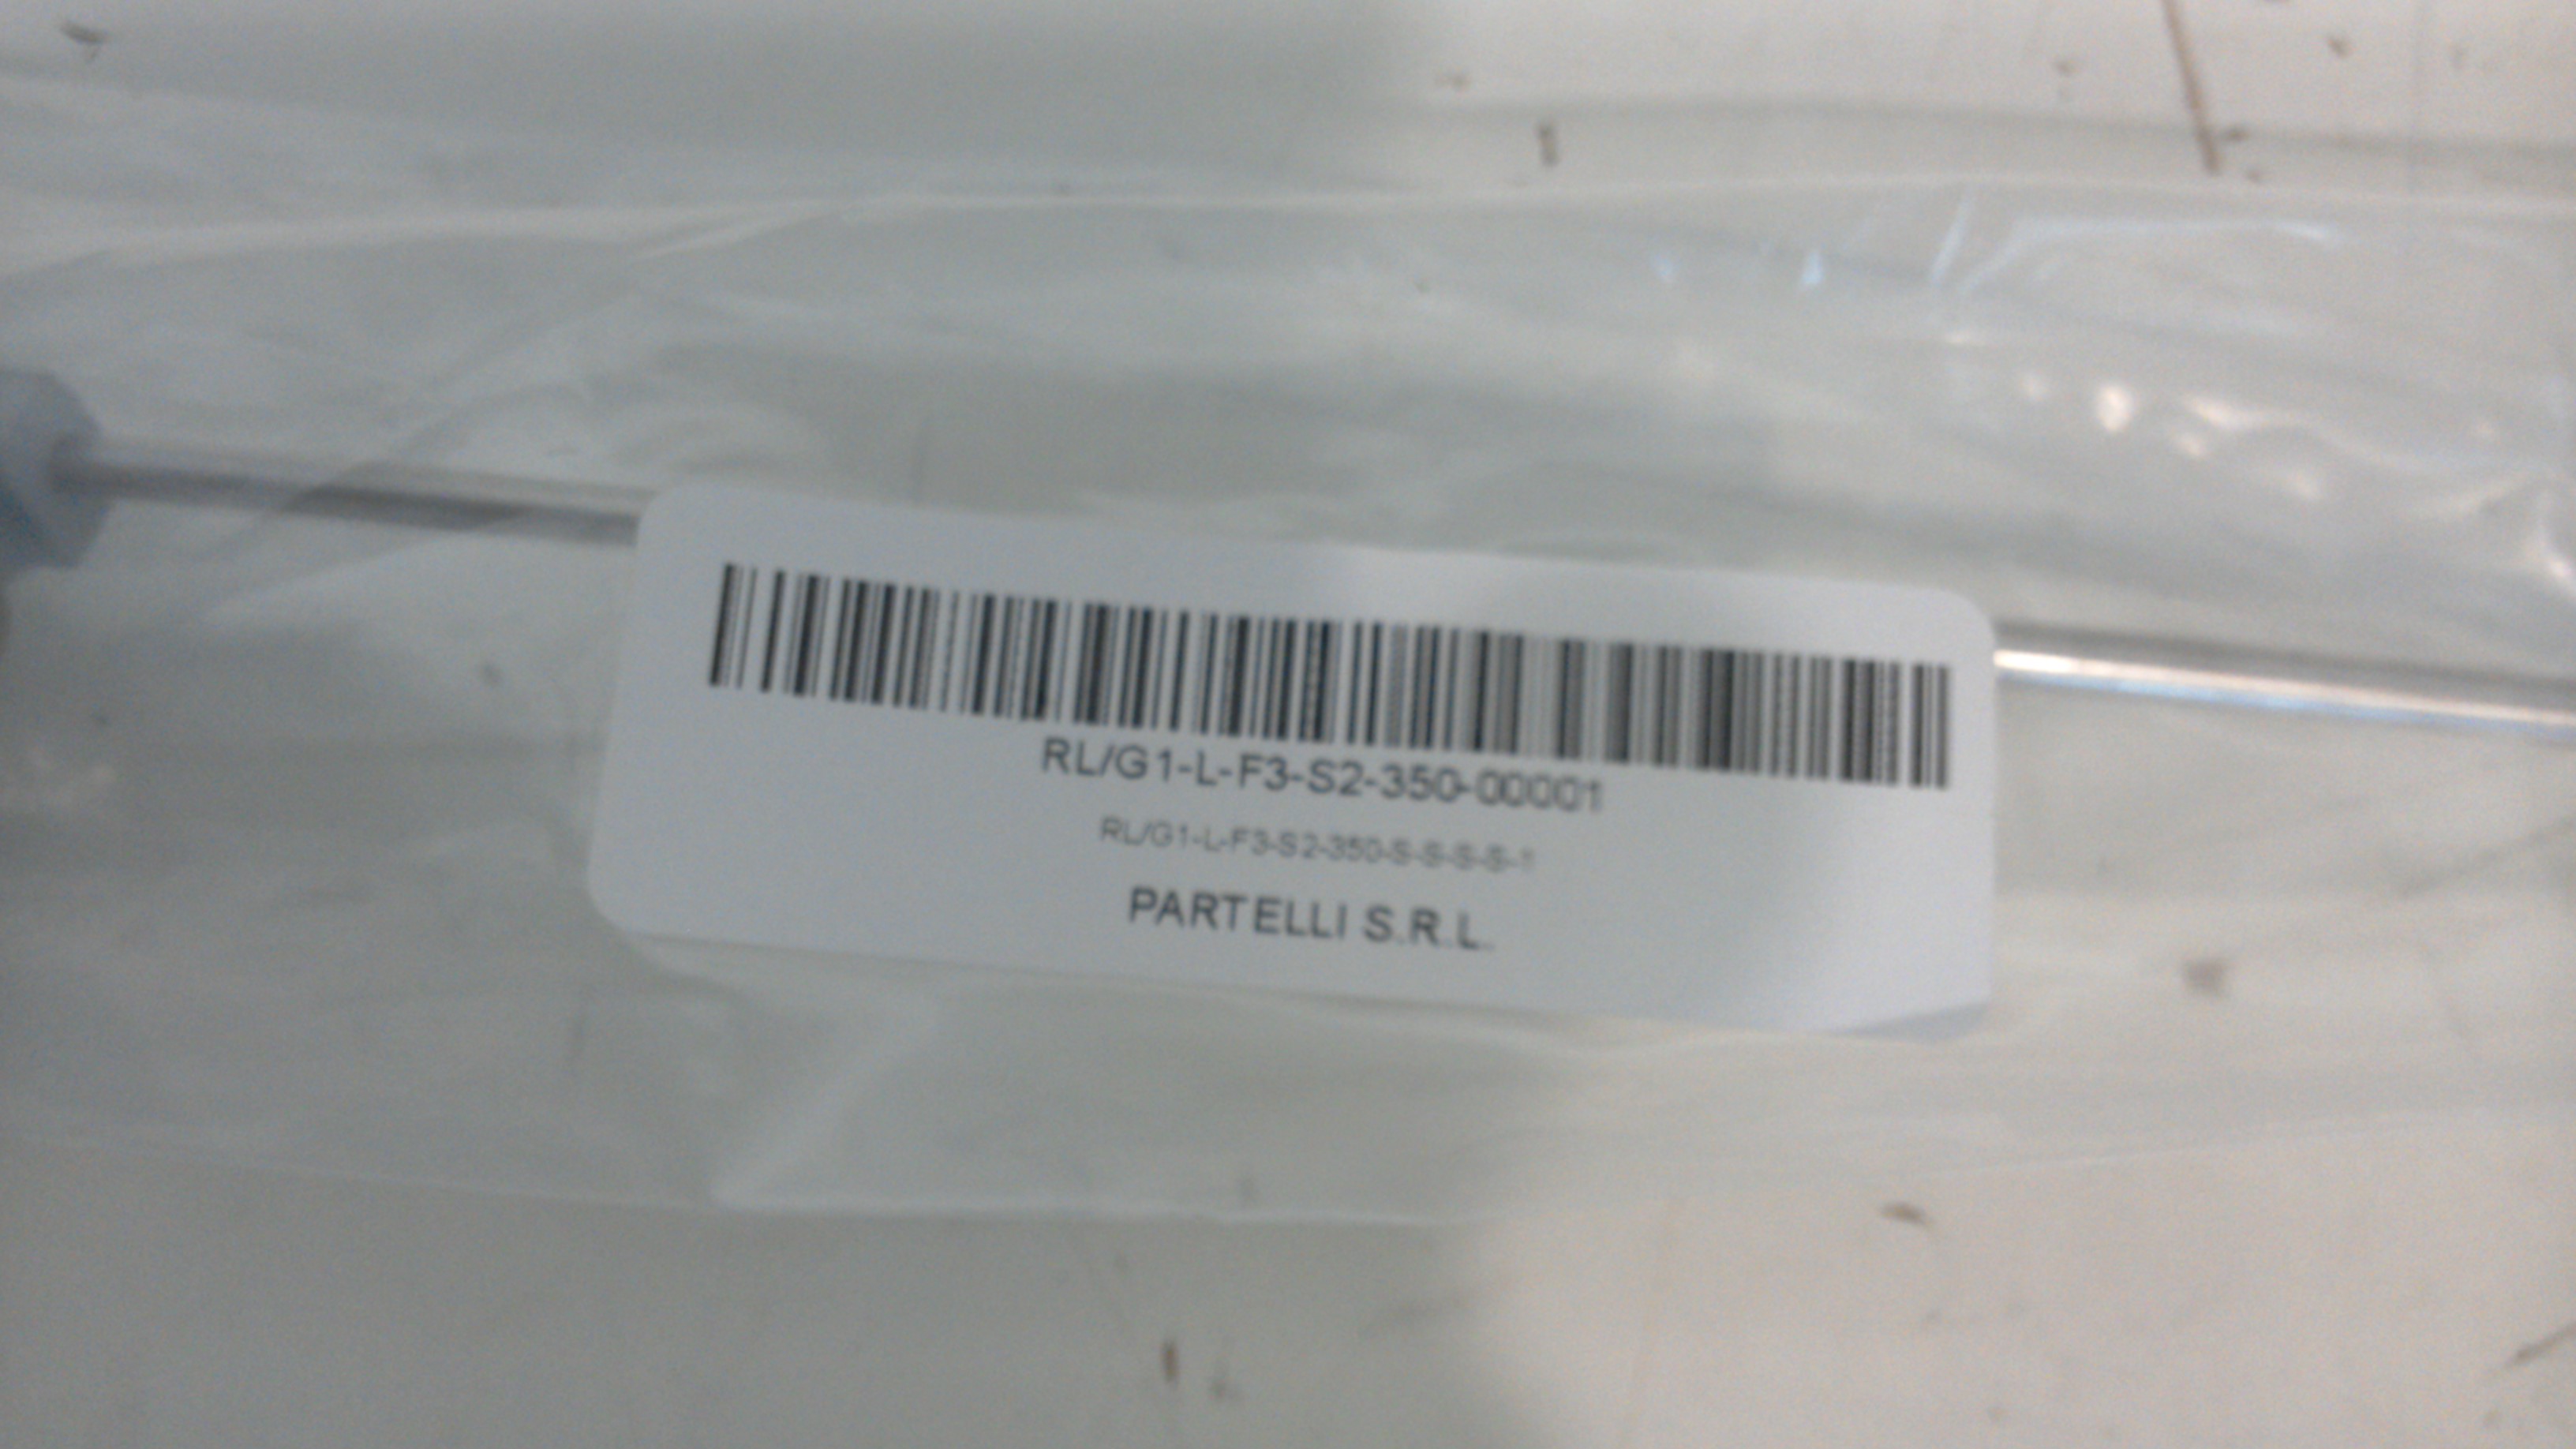 RL/G1-L-F3-S2-350-00001
RL/G1-L-F3-S2-350-S-S-S-S-1
PARTELLI S.R.L.